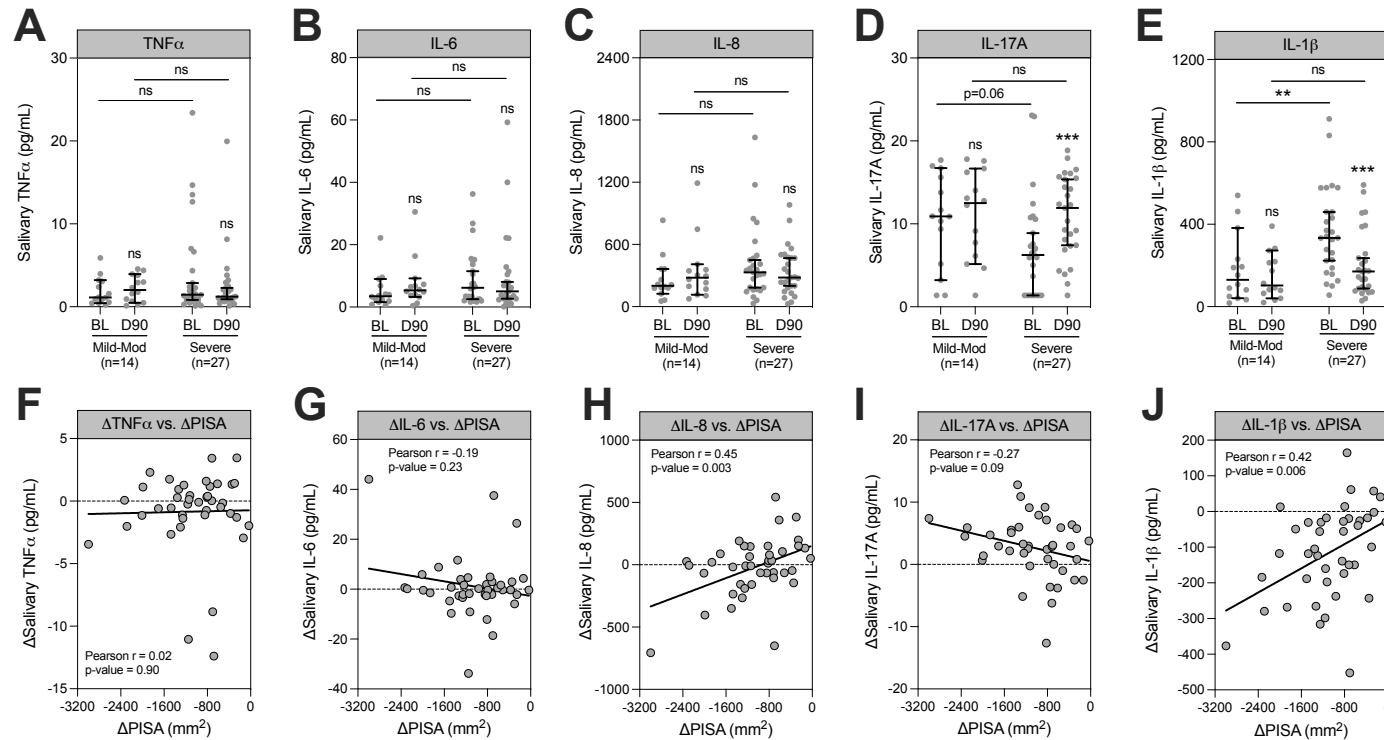 A
TNFα
Salivary TNFα (pg/mL)
30
20
10
0
ns
ns
ns
ns
BL D90 BL D90
Mild-Mod Severe
(n=14) (n=27)
B
IL-6
Salivary IL-6 (pg/mL)
80
60
40
20
0
ns
ns
ns
ns
BL D90 BL D90
Mild-Mod Severe
(n=14) (n=27)
C
IL-8
Salivary IL-8 (pg/mL)
2400
1800
1200
600
0
ns
ns
ns
ns
BL D90 BL D90
Mild-Mod Severe
(n=14) (n=27)
D
IL-17A
Salivary IL-17A (pg/mL)
30
20
10
0
ns
p=0.06
ns
***
BL D90 BL D90
Mild-Mod Severe
(n=14) (n=27)
E
IL-1β
Salivary IL-1β (pg/mL)
1200
800
400
0
ns
**
ns
***
BL D90 BL D90
Mild-Mod Severe
(n=14) (n=27)
F
ΔTNFα vs. ΔPISA
ΔSalivary TNFα (pg/mL)
5
0
-5
-10
-15
Pearson r = 0.02
p-value = 0.90
-3200 -2400 -1600 -800 0
ΔPISA (mm²)
G
ΔIL-6 vs. ΔPISA
ΔSalivary IL-6 (pg/mL)
60
40
20
0
-20
-40
Pearson r = -0.19
p-value = 0.23
-3200 -2400 -1600 -800 0
ΔPISA (mm²)
H
ΔIL-8 vs. ΔPISA
ΔSalivary IL-8 (pg/mL)
1000
500
0
-500
-1000
Pearson r = 0.45
p-value = 0.003
-3200 -2400 -1600 -800 0
ΔPISA (mm²)
I
ΔIL-17A vs. ΔPISA
ΔSalivary IL-17A (pg/mL)
20
10
0
-10
-20
Pearson r = -0.27
p-value = 0.09
-3200 -2400 -1600 -800 0
ΔPISA (mm²)
J
ΔIL-1β vs. ΔPISA
ΔSalivary IL-1β (pg/mL)
200
100
0
-100
-200
-300
-400
-500
Pearson r = 0.42
p-value = 0.006
-3200 -2400 -1600 -800
ΔPISA (mm²)